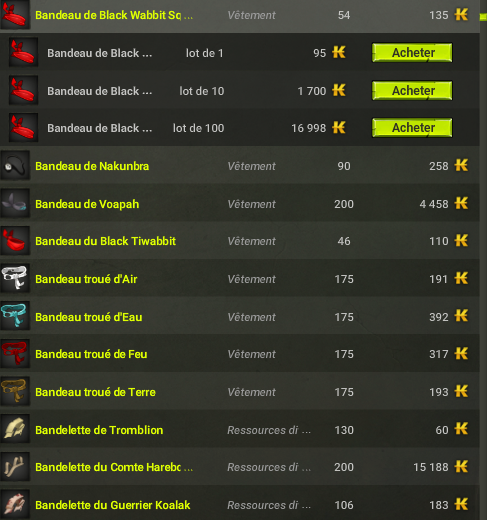 Bandeau de Black Wabbit Sq ... Vêtement 54 135
Bandeau de Black ... lot de 1 95 Acheter
Bandeau de Black ... lot de 10 1 700 Acheter
Bandeau de Black ... lot de 100 16 998 Acheter
Bandeau de Nakunbra Vêtement 90 258
Bandeau de Voapah Vêtement 200 4 458
Bandeau du Black Tiwabbit Vêtement 46 110
Bandeau troué d'Air Vêtement 175 191
Bandeau troué d'Eau Vêtement 175 392
Bandeau troué de Feu Vêtement 175 317
Bandeau troué de Terre Vêtement 175 193
Bandelette de Tromblion Ressources di ... 130 60
Bandelette du Comte Harebo ... Ressources di ... 200 15 188
Bandelette du Guerrier Koalak Ressources di ... 106 183